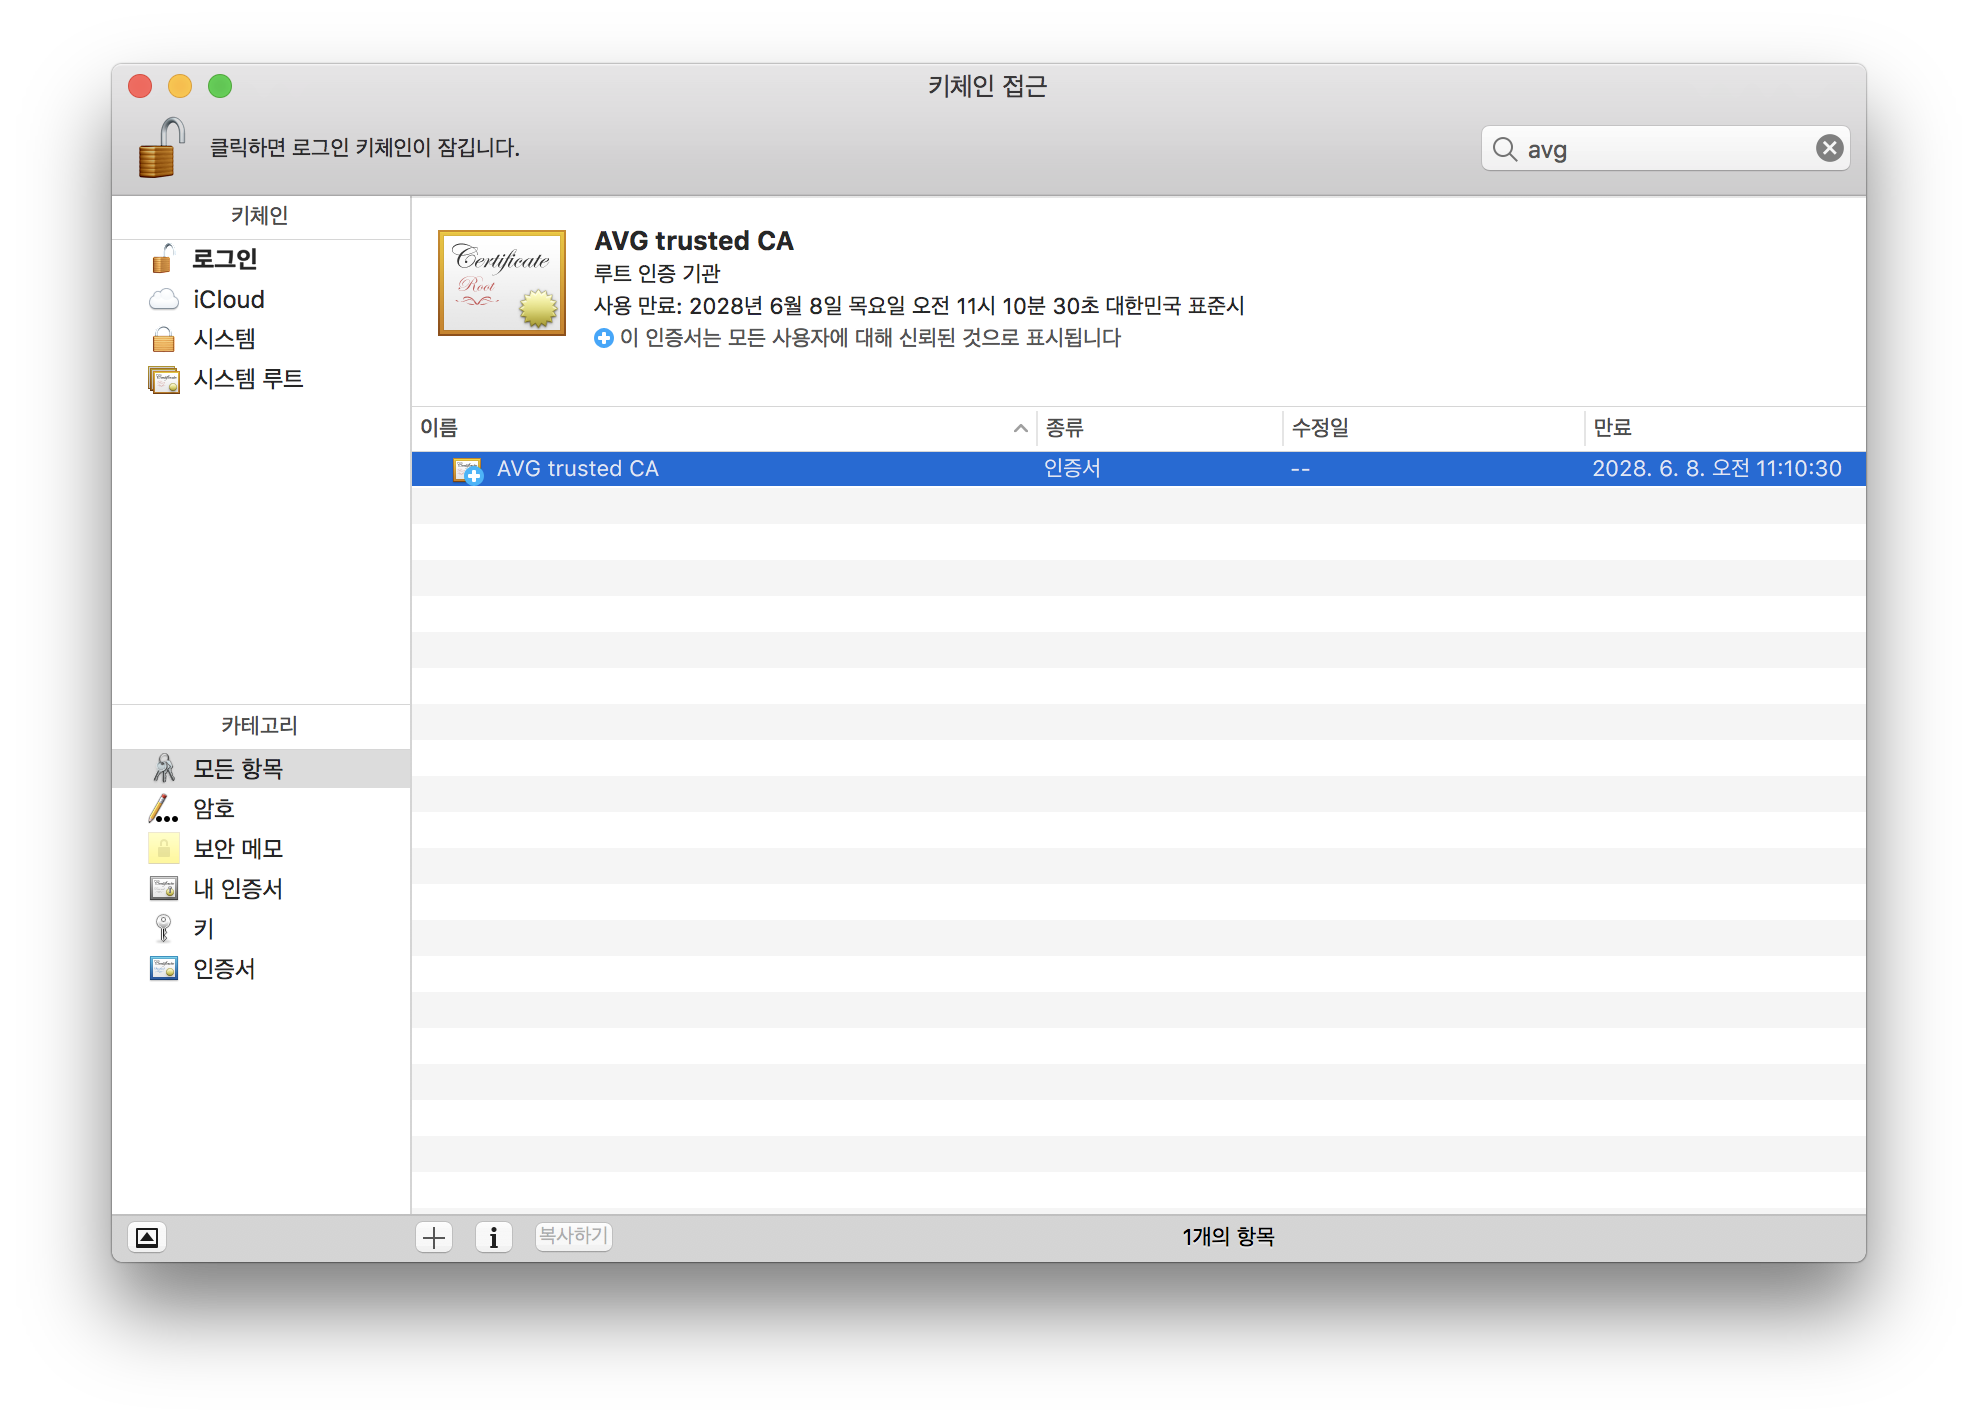 키체인 접근
클릭하면 로그인 키체인이 잠깁니다.
avg
키체인
로그인
iCloud
시스템
시스템 루트
Certificate
Root
AVG trusted CA
루트 인증 기관
사용 만료: 2028년 6월 8일 목요일 오전 11시 10분 30초 대한민국 표준시
이 인증서는 모든 사용자에 대해 신뢰된 것으로 표시됩니다
이름 종류 수정일 만료
AVG trusted CA 인증서 -- 2028. 6. 8. 오전 11:10:30
카테고리
모든 항목
암호
보안 메모
내 인증서
키
인증서
복사하기
1개의 항목